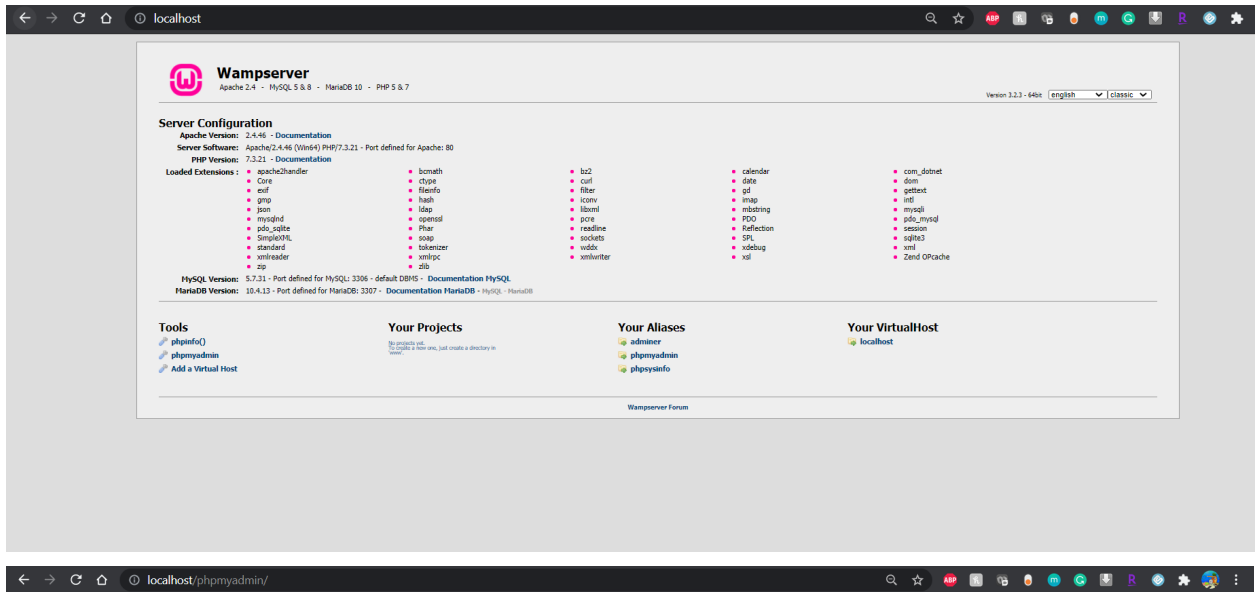 localhost
Wampserver
Apache 2.4 - MySQL 5 & 8 - MariaDB 10 - PHP 5 & 7
Version 3.2.3 - 64bit english classic
Server Configuration
Apache Version: 2.4.46 - Documentation
Server Software: Apache/2.4.46 (Win64) PHP/7.3.21 - Port defined for Apache: 80
PHP Version: 7.3.21 - Documentation
Loaded Extensions : apache2handler bcmath bz2 calendar com_dotnet
Core ctype curl date dom
exif fileinfo filter gd gettext
gmp hash iconv imap intl
json ldap libxml mbstring mysqli
mysqlnd openssl pcre PDO pdo_mysql
pdo_sqlite Phar readline Reflection session
SimpleXML soap sockets SPL sqlite3
standard tokenizer wddx xdebug xml
xmlreader xmlrpc xmlwriter xsl Zend OPcache
zip zlib
MySQL Version: 5.7.31 - Port defined for MySQL: 3306 - default DBMS - Documentation MySQL
MariaDB Version: 10.4.13 - Port defined for MariaDB: 3307 - Documentation MariaDB - MySQL - MariaDB
Tools Your Projects Your Aliases Your VirtualHost
phpinfo() No projects yet. adminer localhost
To create a new one, just create a directory in
'www'.
phpmyadmin phpmyadmin
Add a Virtual Host phpsysinfo
Wampserver Forum
localhost/phpmyadmin/